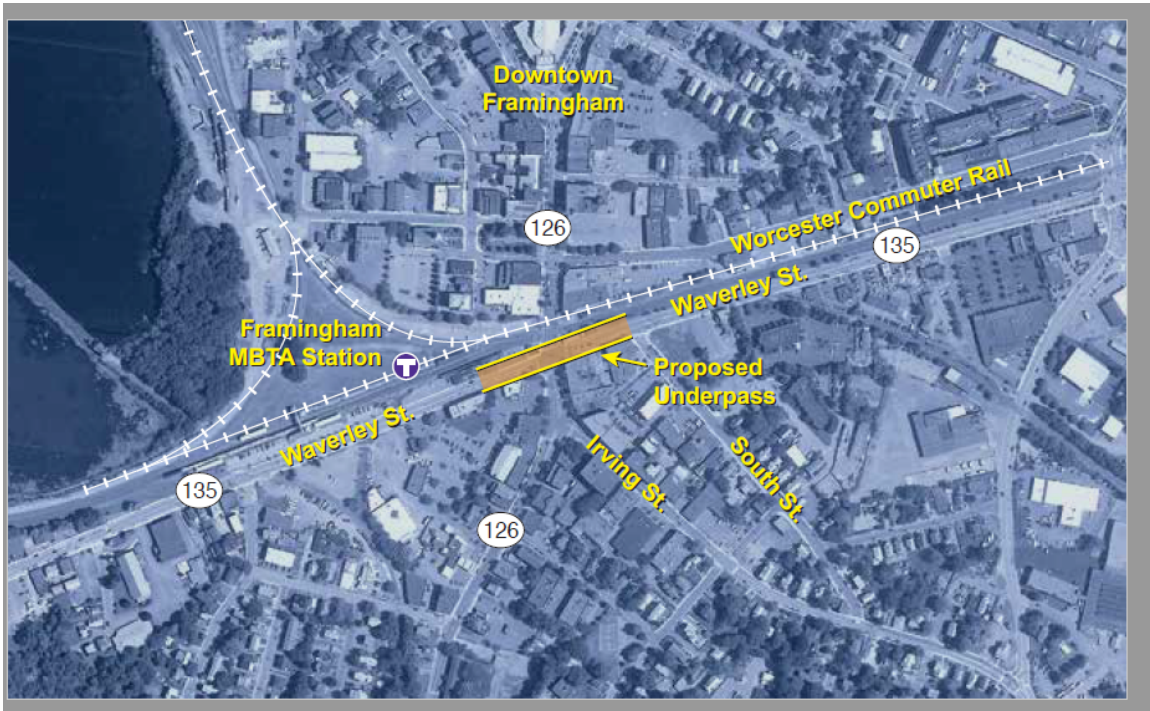 Downtown
Framingham
Worcester Commuter Rail
126
135
Waverley St.
Framingham
MBTA Station
T
Proposed
Underpass
Waverley St.
Irving St.
South St.
135
126